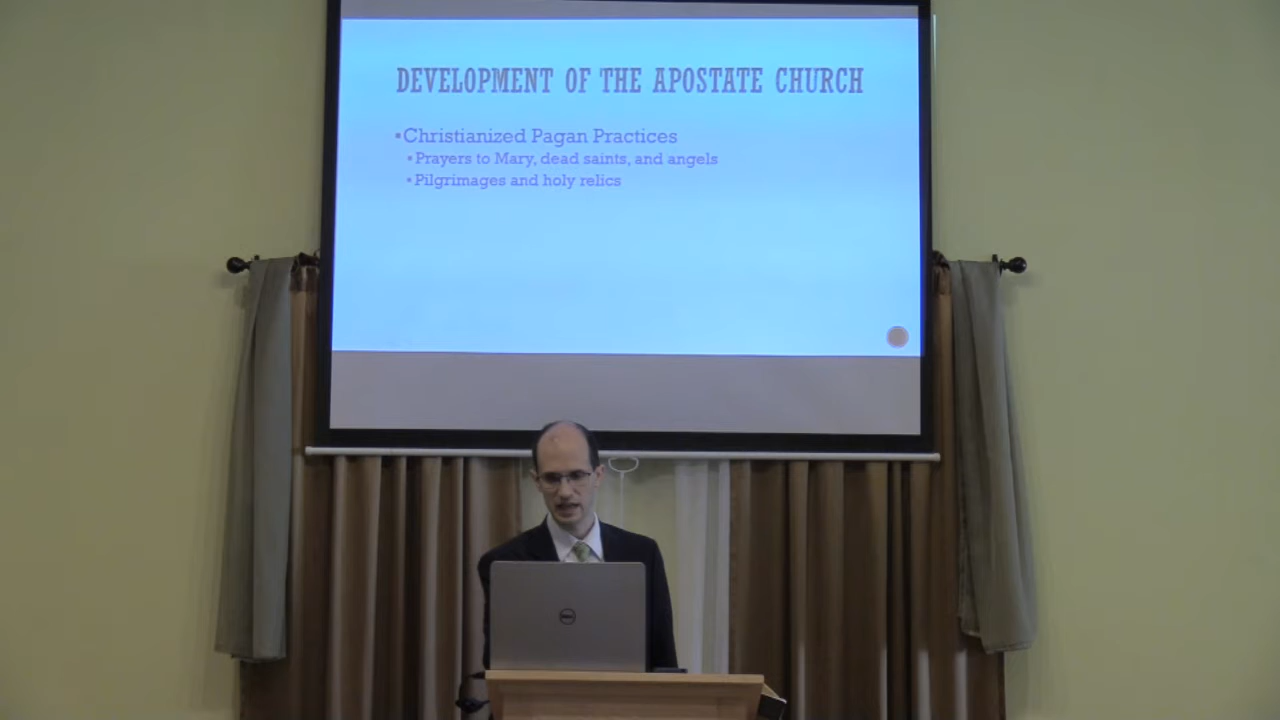 DEVELOPMENT OF THE APOSTATE CHURCH
▪Christianized Pagan Practices
▪Prayers to Mary, dead saints, and angels
▪Pilgrimages and holy relics
DELL